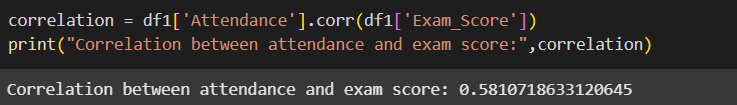 correlation = df1['Attendance'].corr(df1['Exam_Score'])
print("Correlation between attendance and exam score:",correlation)
Correlation between attendance and exam score: 0.5810718633120645